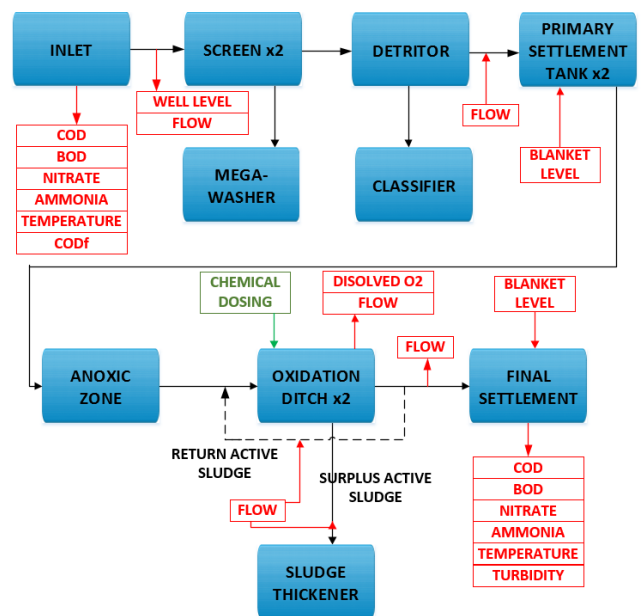 INLET
SCREEN x2
DETRITOR
PRIMARY
SETTLEMENT
TANK x2
WELL LEVEL
FLOW
FLOW
COD
BOD
NITRATE
AMMONIA
TEMPERATURE
CODf
MEGA-
WASHER
CLASSIFIER
BLANKET
LEVEL
CHEMICAL
DOSING
DISOLVED O2
FLOW
BLANKET
LEVEL
FLOW
ANOXIC
ZONE
OXIDATION
DITCH x2
FINAL
SETTLEMENT
RETURN ACTIVE
SLUDGE
SURPLUS ACTIVE
SLUDGE
FLOW
COD
BOD
NITRATE
AMMONIA
TEMPERATURE
TURBIDITY
SLUDGE
THICKENER